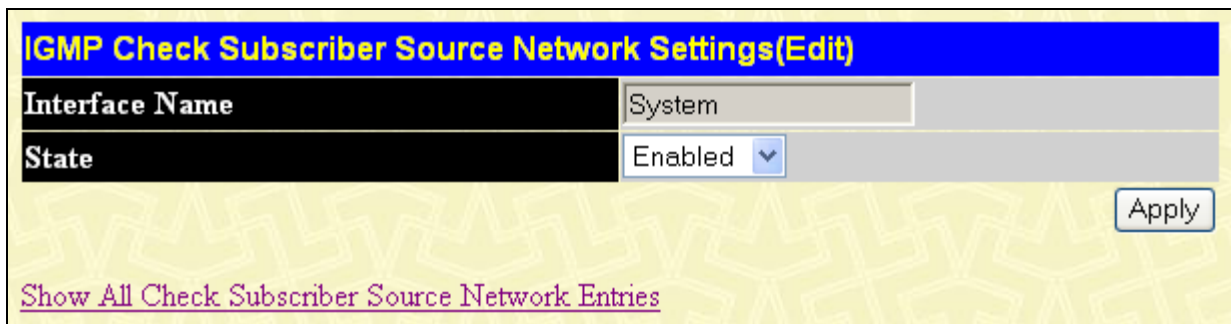 IGMP Check Subscriber Source Network Settings(Edit)
Interface Name System
State Enabled
Apply
Show All Check Subscriber Source Network Entries